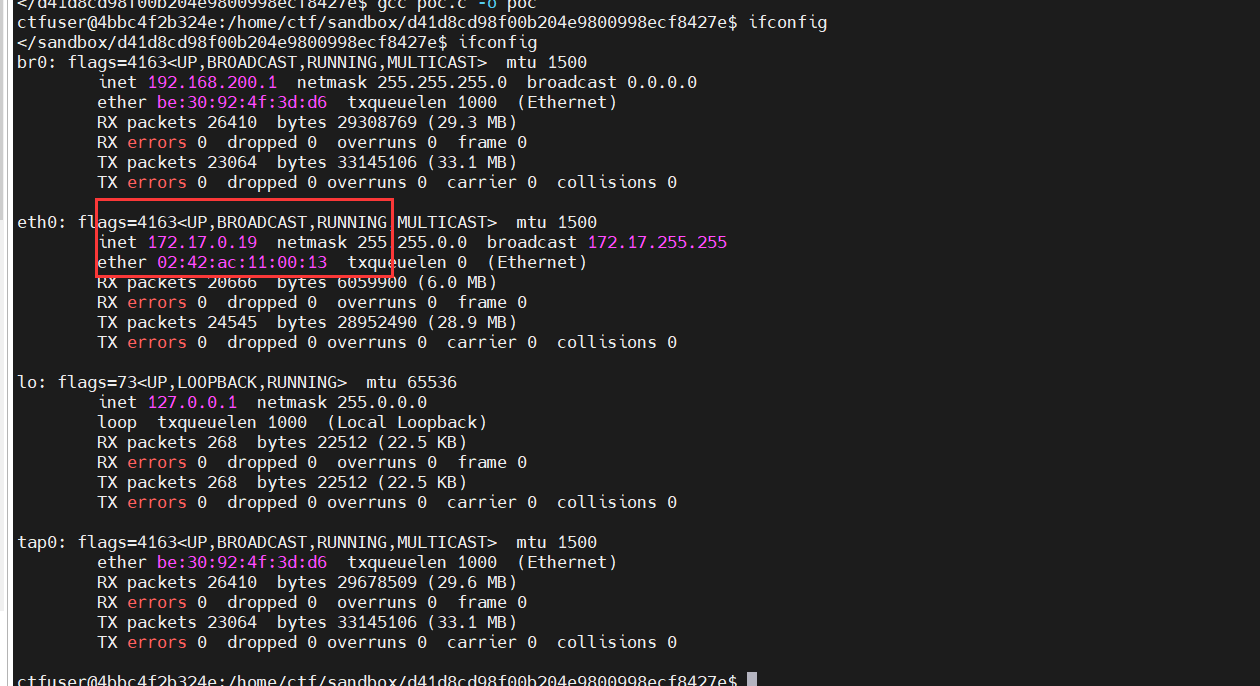 </d41d8cd98f00b204e9800998ecf8427e$ gcc poc.c -o poc
ctfuser@4bbc4f2b324e:/home/ctf/sandbox/d41d8cd98f00b204e9800998ecf8427e$ ifconfig
</sandbox/d41d8cd98f00b204e9800998ecf8427e$ ifconfig
br0: flags=4163<UP,BROADCAST,RUNNING,MULTICAST>  mtu 1500
        inet 192.168.200.1  netmask 255.255.255.0  broadcast 0.0.0.0
        ether be:30:92:4f:3d:d6  txqueuelen 1000  (Ethernet)
        RX packets 26410  bytes 29308769 (29.3 MB)
        RX errors 0  dropped 0  overruns 0  frame 0
        TX packets 23064  bytes 33145106 (33.1 MB)
        TX errors 0  dropped 0 overruns 0  carrier 0  collisions 0

eth0: flags=4163<UP,BROADCAST,RUNNING,MULTICAST>  mtu 1500
        inet 172.17.0.19  netmask 255.255.0.0  broadcast 172.17.255.255
        ether 02:42:ac:11:00:13  txqueuelen 0  (Ethernet)
        RX packets 20666  bytes 6059900 (6.0 MB)
        RX errors 0  dropped 0  overruns 0  frame 0
        TX packets 24545  bytes 28952490 (28.9 MB)
        TX errors 0  dropped 0 overruns 0  carrier 0  collisions 0

lo: flags=73<UP,LOOPBACK,RUNNING>  mtu 65536
        inet 127.0.0.1  netmask 255.0.0.0
        loop  txqueuelen 1000  (Local Loopback)
        RX packets 268  bytes 22512 (22.5 KB)
        RX errors 0  dropped 0  overruns 0  frame 0
        TX packets 268  bytes 22512 (22.5 KB)
        TX errors 0  dropped 0 overruns 0  carrier 0  collisions 0

tap0: flags=4163<UP,BROADCAST,RUNNING,MULTICAST>  mtu 1500
        ether be:30:92:4f:3d:d6  txqueuelen 1000  (Ethernet)
        RX packets 26410  bytes 29678509 (29.6 MB)
        RX errors 0  dropped 0  overruns 0  frame 0
        TX packets 23064  bytes 33145106 (33.1 MB)
        TX errors 0  dropped 0 overruns 0  carrier 0  collisions 0

ctfuser@4bbc4f2b324e:/home/ctf/sandbox/d41d8cd98f00b204e9800998ecf8427e$